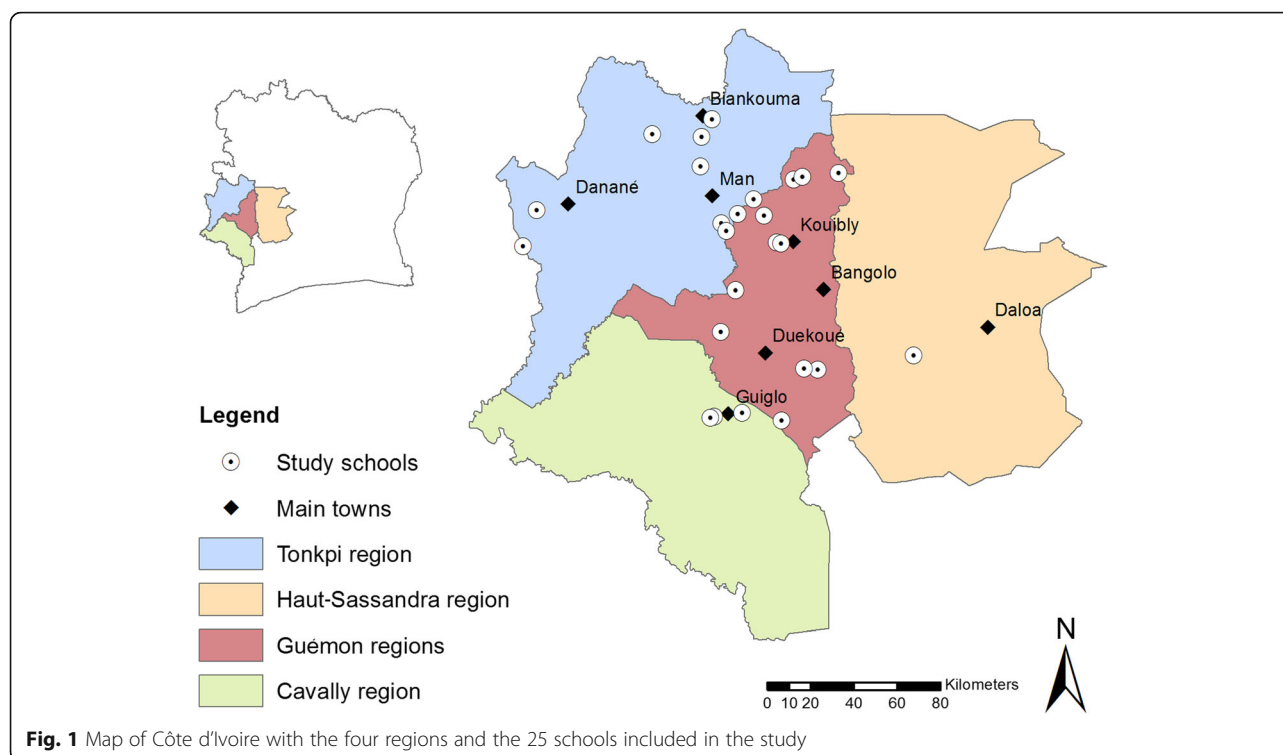 Biankouma
Danané
Man
Kouibly
Bangolo
Daloa
Duekoué
Guiglo
Legend
Study schools
Main towns
Tonkpi region
Haut-Sassandra region
Guémon regions
Cavally region
N
Kilometers
0 10 20 40 60 80
Fig. 1 Map of Côte d'Ivoire with the four regions and the 25 schools included in the study